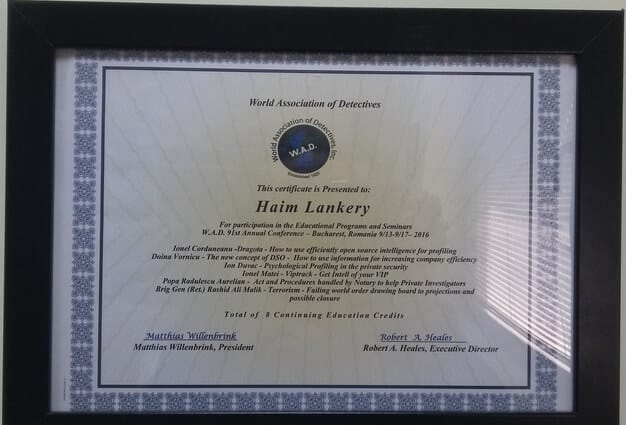 World Association of Detectives
World Association of Detectives, Inc.
W.A.D.
Established 1925
This certificate is Presented to:
Haim Lankery
For participation in the Educational Programs and Seminars
W.A.D. 91st Annual Conference – Bucharest, Romania 9/13-9/17– 2016
Ionel Corduneanu -Dragota - How to use efficiently open source intelligence for profiling
Doina Vornicu - The new concept of DSO - How to use information for increasing company efficiency
Ion Duvac - Psychological Profiling in the private security
Ionel Matei - Viptrack - Get Intell of your VIP
Popa Radulescu Aurelian - Act and Procedures handled by Notary to help Private Investigators
Brig Gen (Ret.) Rashid Ali Malik - Terrorism - Failing world order drawing board to projections and
possible closure
Total of 8 Continuing Education Credits
Matthias Willenbrink
Robert A. Heales
Matthias Willenbrink, President
Robert A. Heales, Executive Director